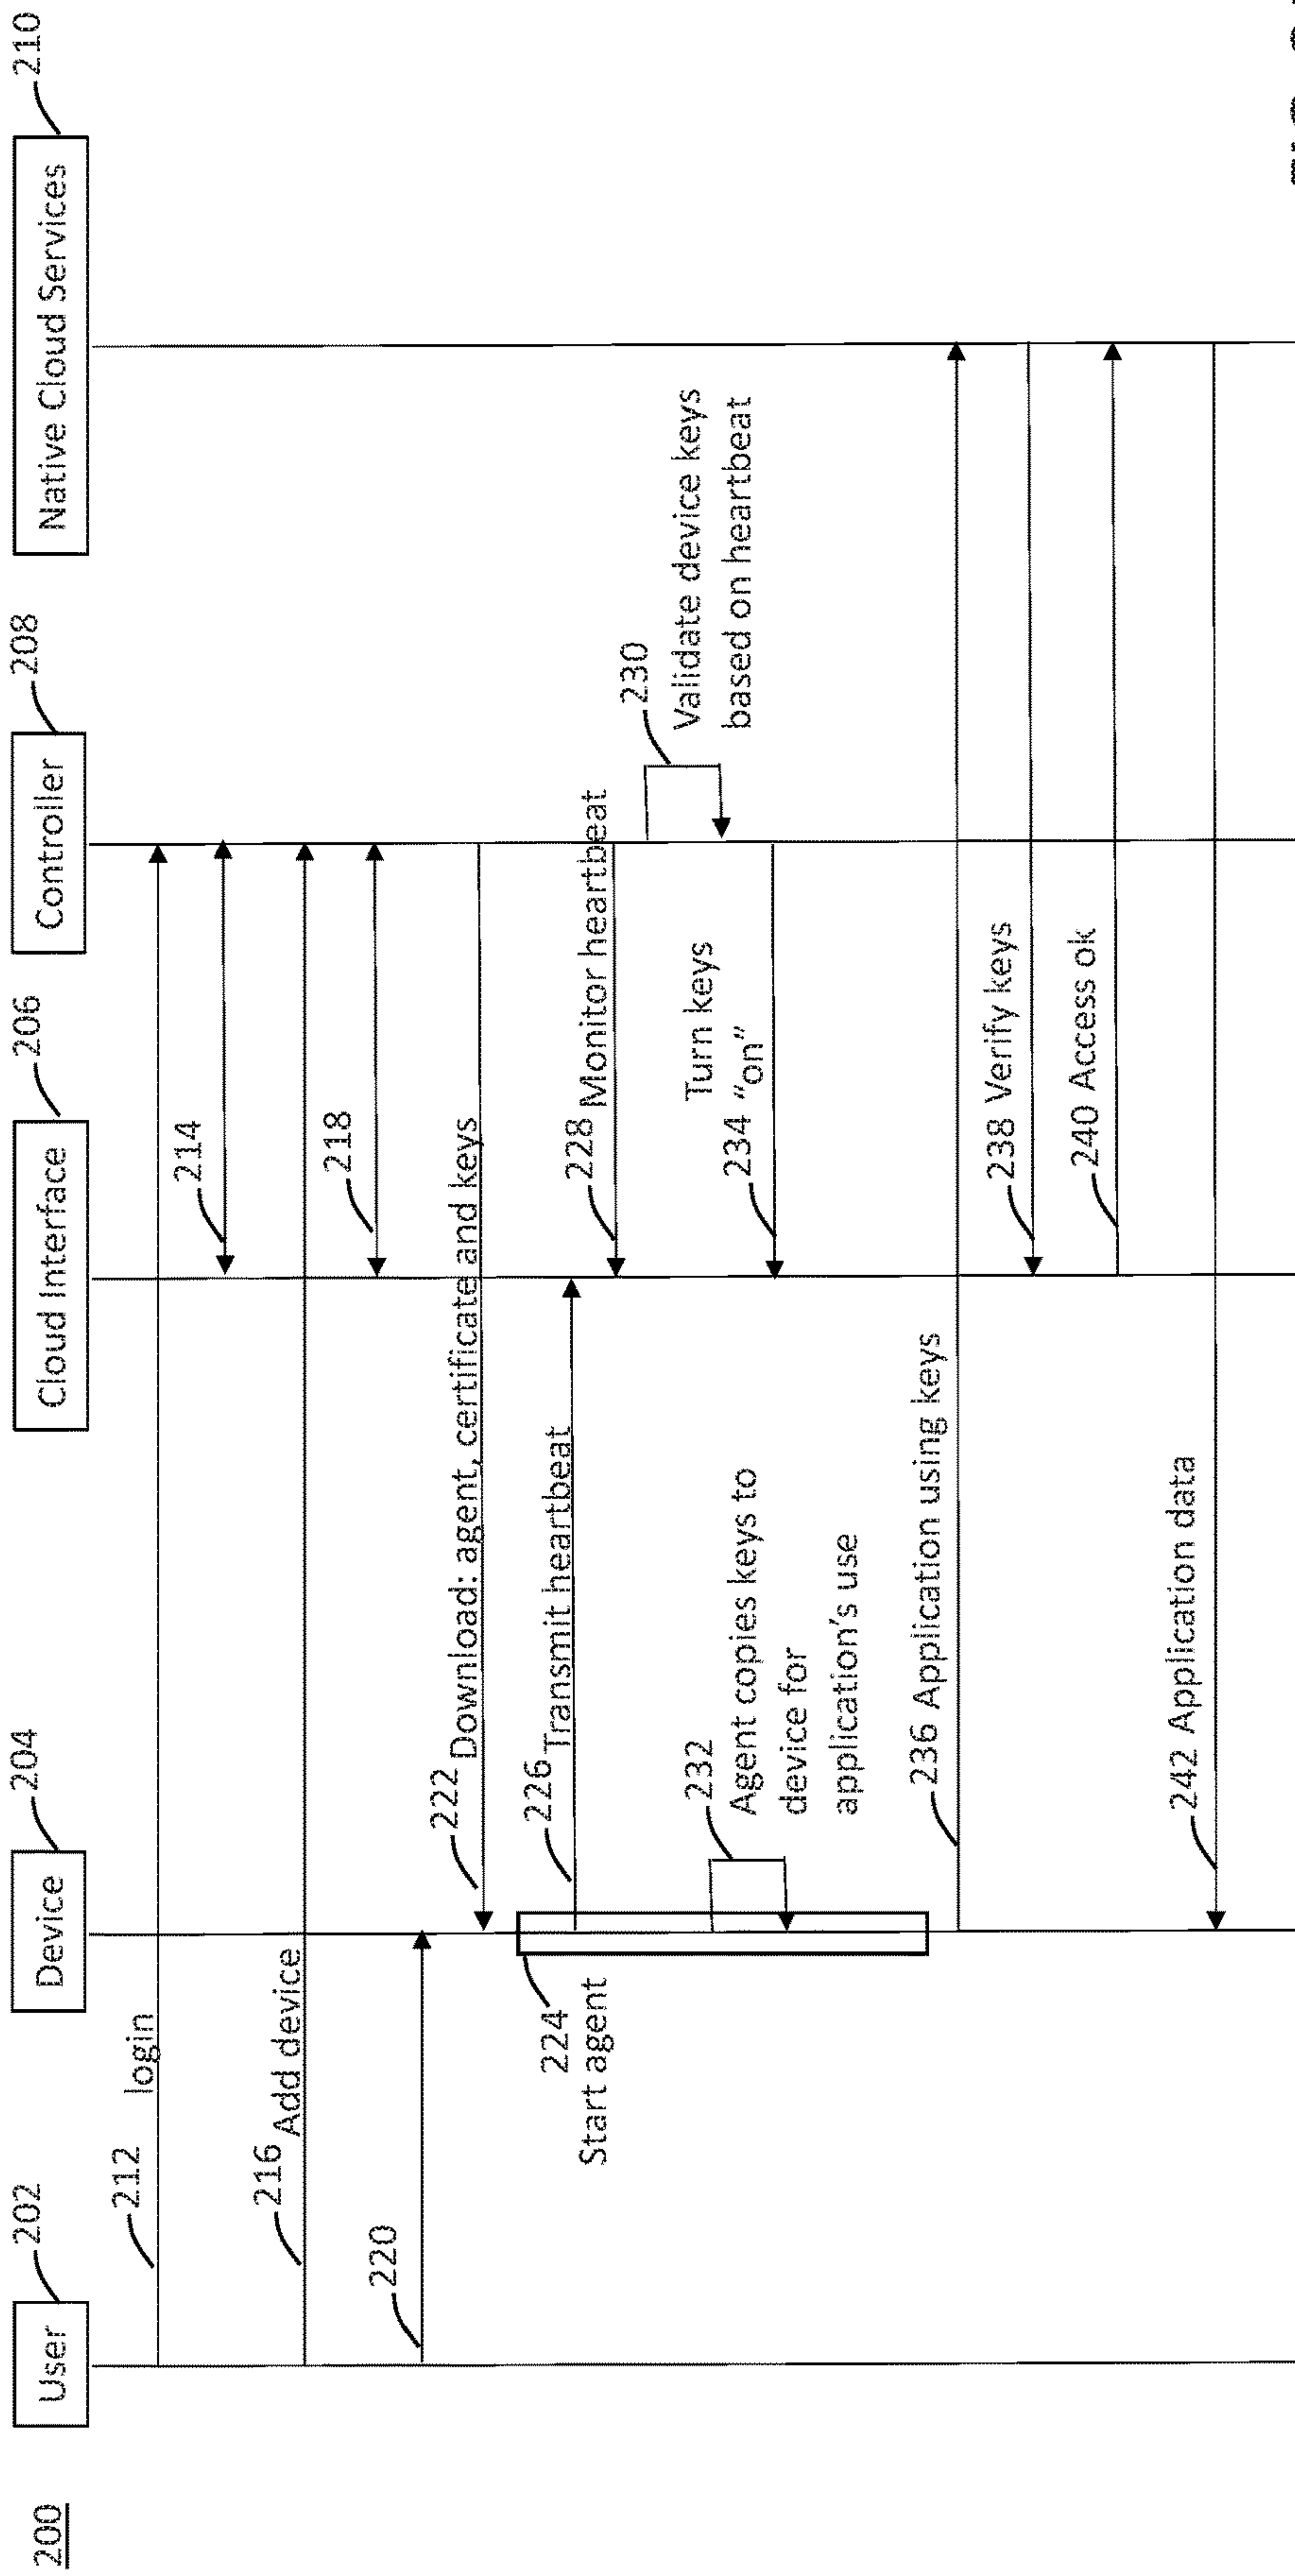 200
202
204
206
208
210
User
Device
Cloud Interface
Controller
Native Cloud Services
212
login
214
216
Add device
218
220
222
Download: agent, certificate and keys
224
Start agent
226
Transmit heartbeat
228
Monitor heartbeat
230
Validate device keys
based on heartbeat
232
Agent copies keys to
device for
application's use
Turn keys
234 "on"
236 Application using keys
238 Verify keys
240 Access ok
242 Application data